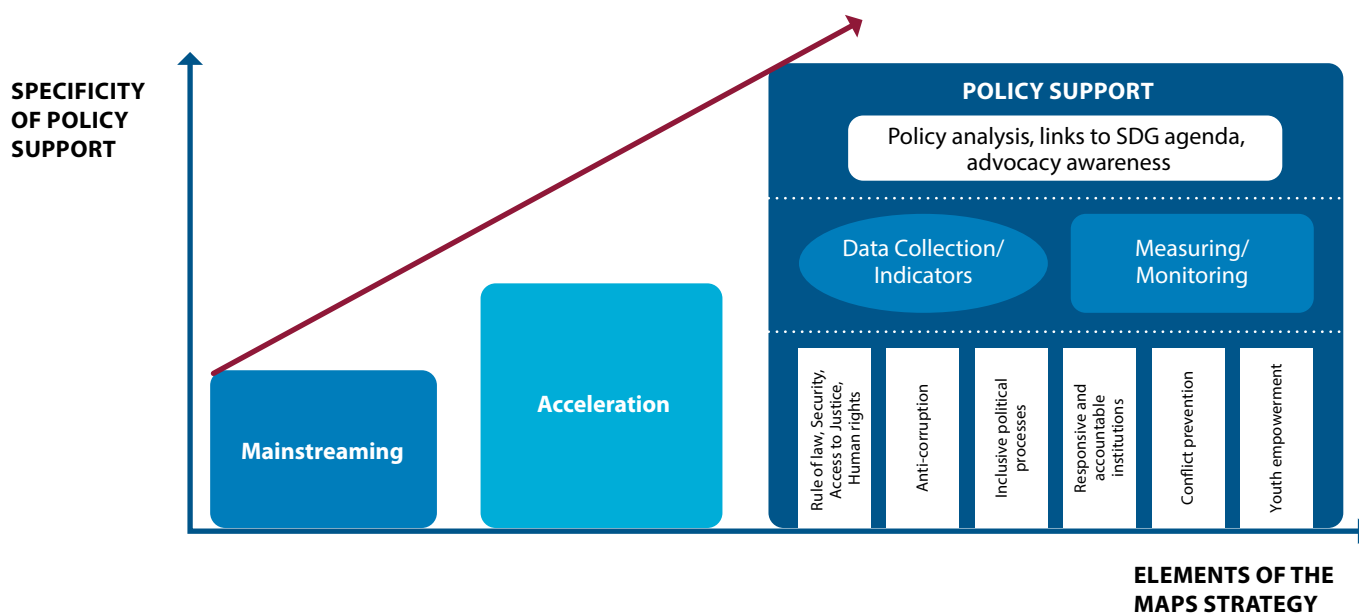 SPECIFICITY
OF POLICY
SUPPORT
POLICY SUPPORT
Policy analysis, links to SDG agenda,
advocacy awareness
Data Collection/
Indicators
Measuring/
Monitoring
Mainstreaming
Acceleration
Rule of law, Security,
Access to Justice,
Human rights
Anti-corruption
Inclusive political
processes
Responsive and
accountable
institutions
Conflict prevention
Youth empowerment
ELEMENTS OF THE
MAPS STRATEGY